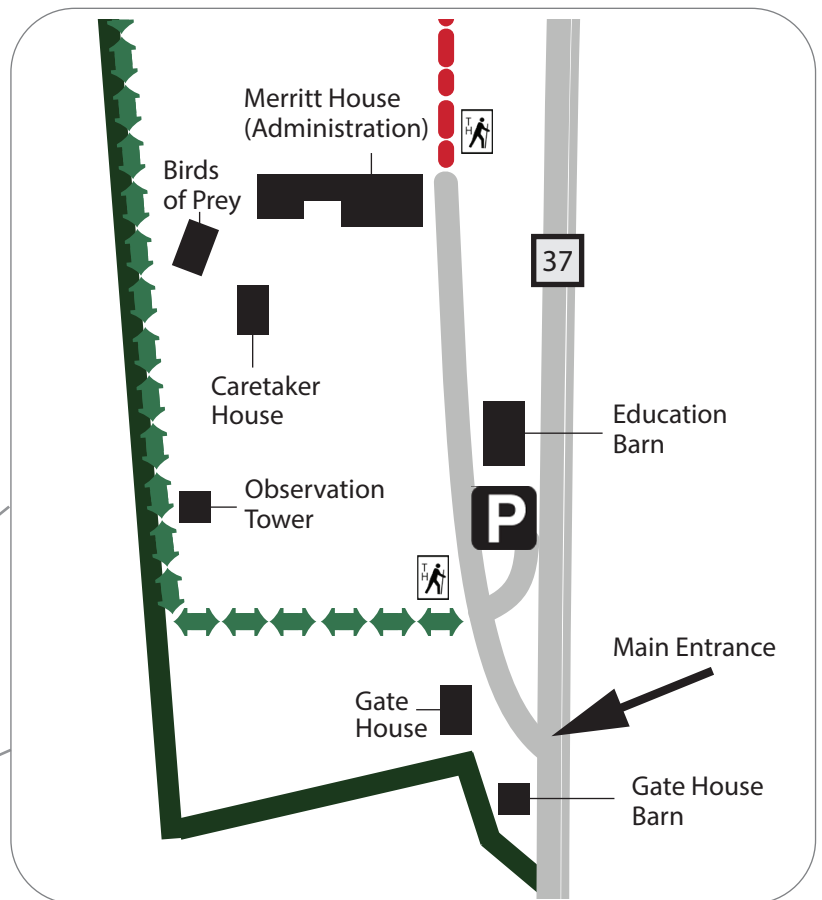 Merritt House
(Administration)
T
H
Birds
of Prey
37
Caretaker
House
Education
Barn
Observation
Tower
P
T
H
Main Entrance
Gate
House
Gate House
Barn